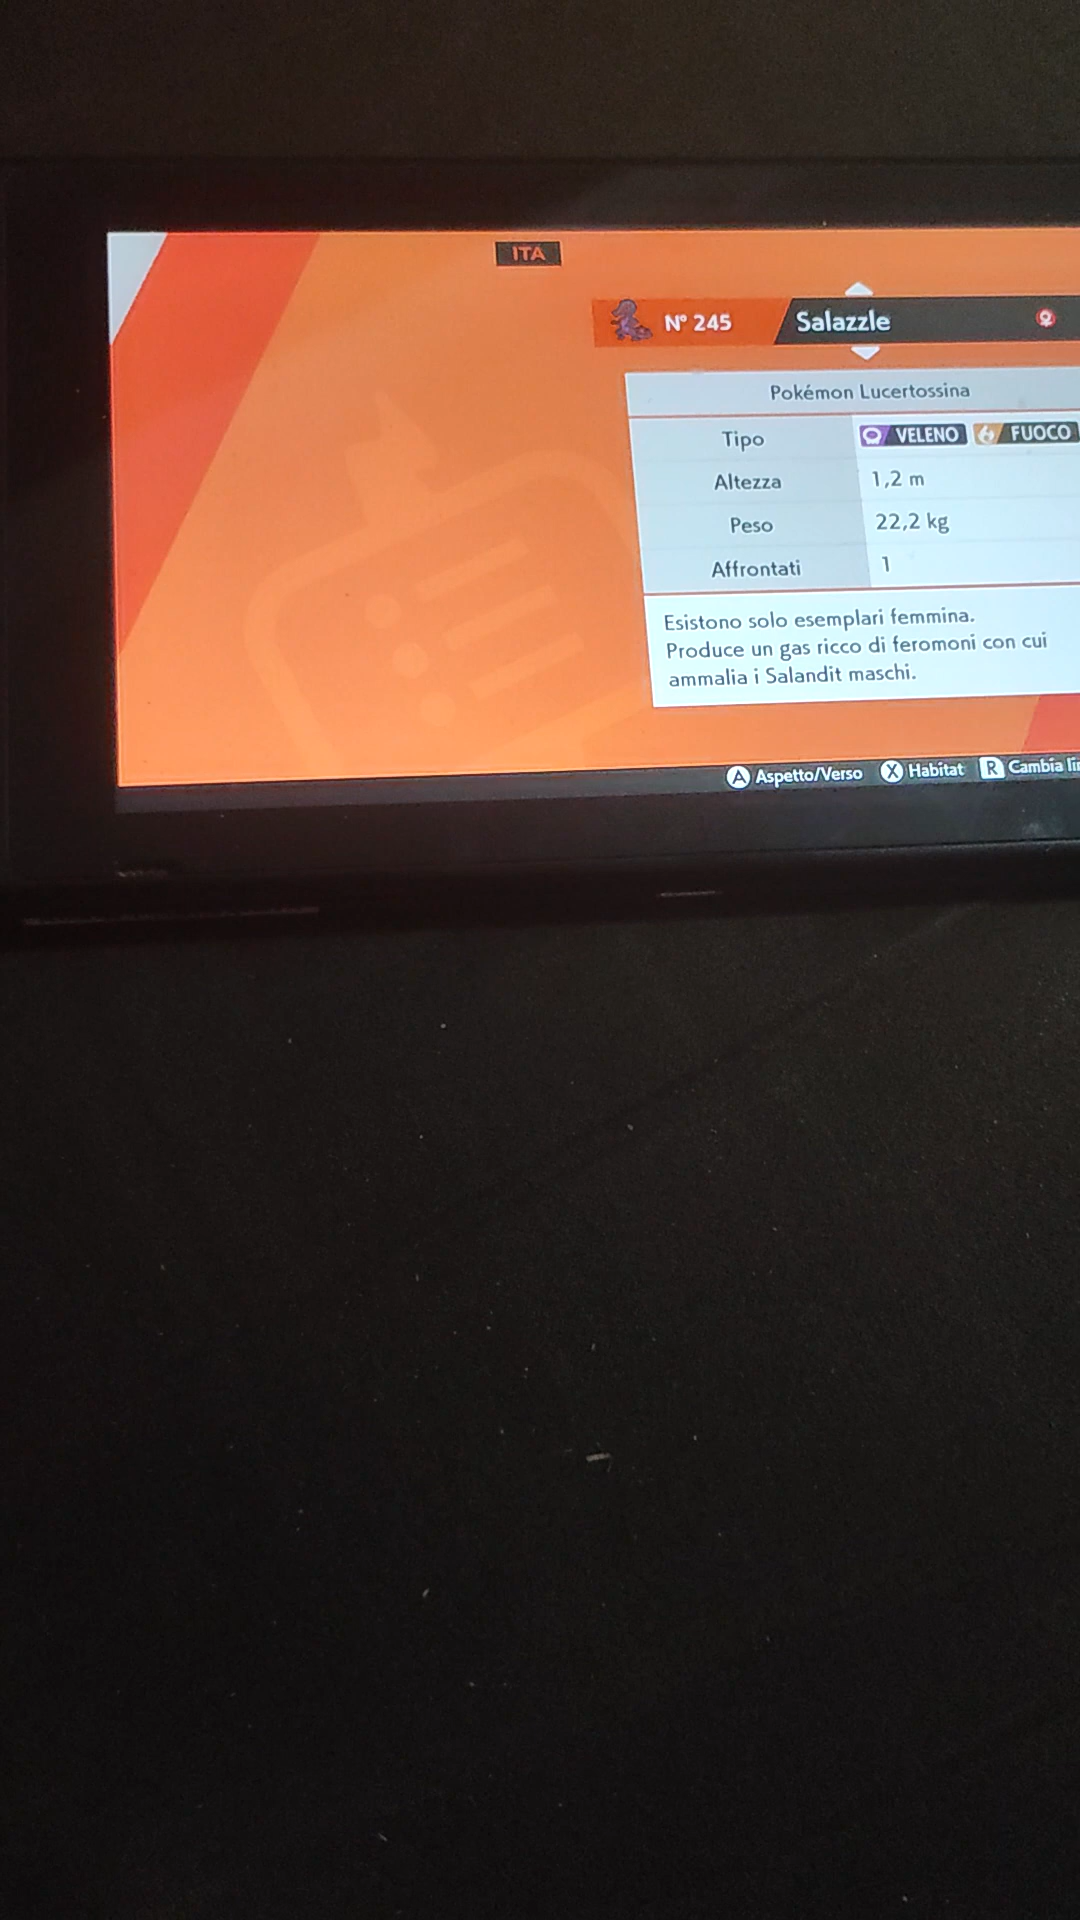 ITA
N° 245 Salazzle
Pokémon Lucertossina
Tipo VELENO FUOCO
Altezza 1,2 m
Peso 22,2 kg
Affrontati 1
Esistono solo esemplari femmina.
Produce un gas ricco di feromoni con cui
ammalia i Salandit maschi.
A Aspetto/Verso X Habitat R Cambia